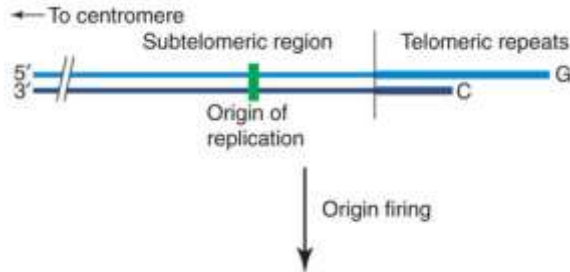 ← To centromere
Subtelomeric region
Telomeric repeats
5′
G
3′
C
Origin of
replication
Origin firing